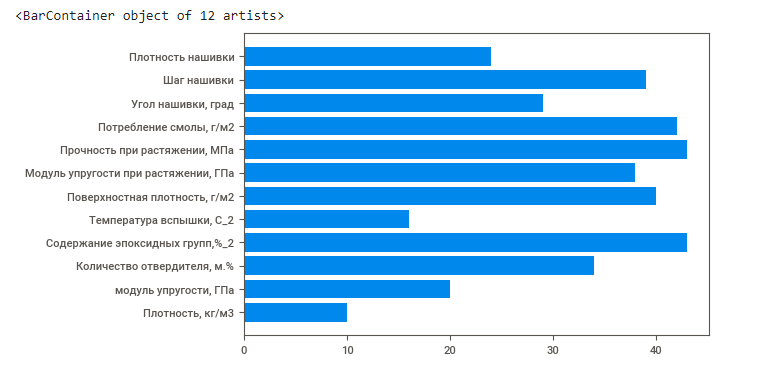 <BarContainer object of 12 artists>
Плотность нашивки
Шаг нашивки
Угол нашивки, град
Потребление смолы, г/м2
Прочность при растяжении, МПа
Модуль упругости при растяжении, ГПа
Поверхностная плотность, г/м2
Температура вспышки, С_2
Содержание эпоксидных групп,%_2
Количество отвердителя, м.%
модуль упругости, ГПа
Плотность, кг/м3
0 10 20 30 40